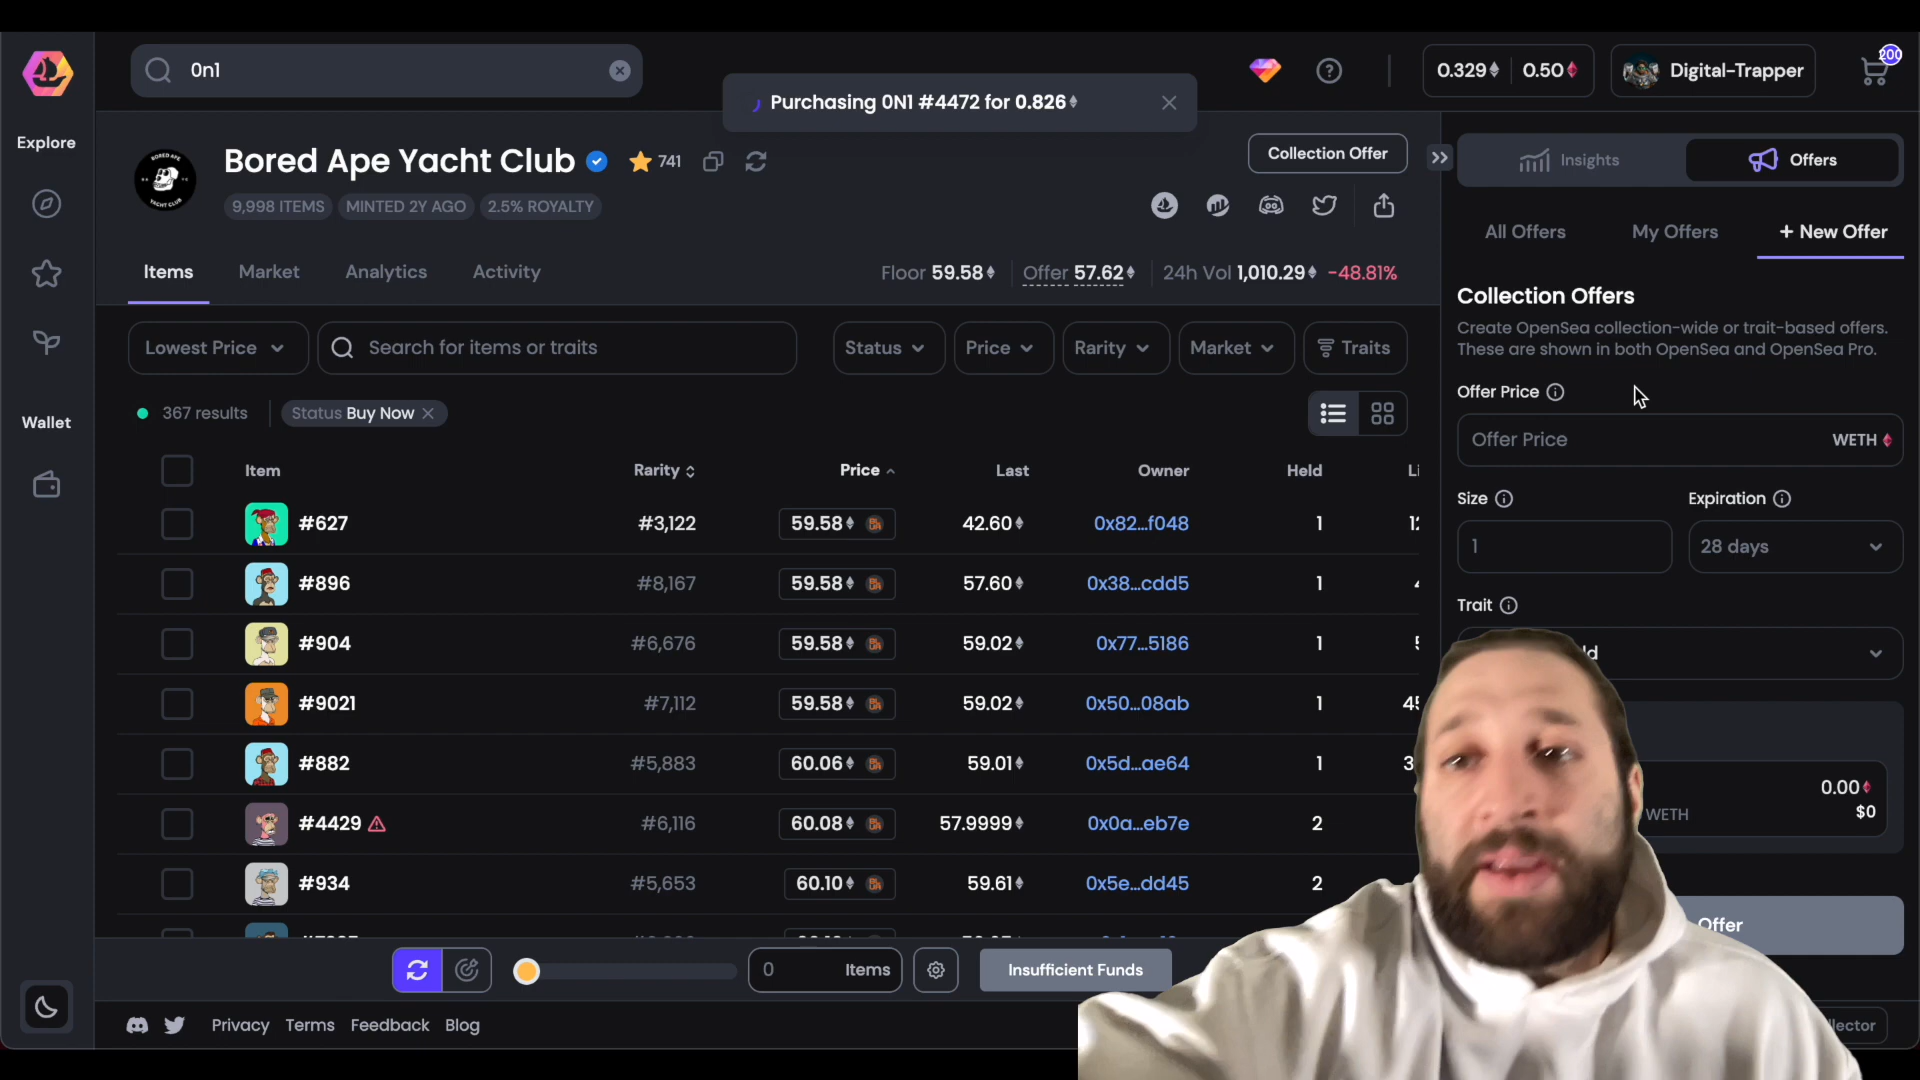 0n1
Purchasing 0N1 #4472 for 0.826
0.329 0.50
Digital-Trapper
200
Explore
Wallet
BORED APE
YACHT CLUB
Bored Ape Yacht Club
741
9,998 ITEMS
MINTED 2Y AGO
2.5% ROYALTY
Collection Offer
Items
Market
Analytics
Activity
Floor 59.58
Offer 57.62
24h Vol 1,010.29 -48.81%
Lowest Price
Search for items or traits
Status
Price
Rarity
Market
Traits
367 results
Status Buy Now
Item Rarity Price Last Owner Held Li
#627 #3,122 59.58 42.60 0x82...f048 1
#896 #8,167 59.58 57.60 0x38...cdd5 1
#904 #6,676 59.58 59.02 0x77...5186 1
#9021 #7,112 59.58 59.02 0x50...08ab 1 45
#882 #5,883 60.06 59.01 0x5d...ae64 1 3
#4429 #6,116 60.08 57.9999 0x0a...eb7e 2
#934 #5,653 60.10 59.61 0x5e...dd45 2
0 Items
Insufficient Funds
Privacy
Terms
Feedback
Blog
Insights
Offers
All Offers
My Offers
+ New Offer
Collection Offers
Create OpenSea collection-wide or trait-based offers.
These are shown in both OpenSea and OpenSea Pro.
Offer Price
Offer Price WETH
Size
Expiration
1
28 days
Trait
ld
0.00
WETH $0
Offer
llector